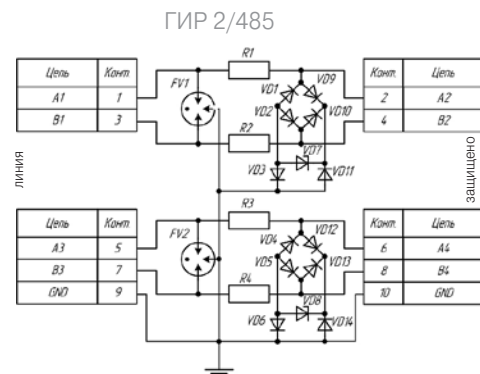 ГИР 2/485
Цепь Конт.
A1 1
B1 3
FV1
R1
R2
VD1
VD9
VD2
VD10
VD7
VD3
VD11
Конт. Цепь
2 A2
4 B2
линия
защищено
Цепь Конт.
A3 5
B3 7
GND 9
FV2
R3
R4
VD4
VD12
VD5
VD13
VD8
VD6
VD14
Конт. Цепь
6 A4
8 B4
10 GND